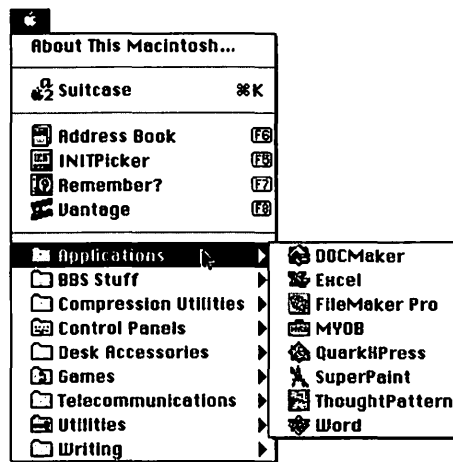 About This Macintosh...
Suitcase ⌘K
Address Book F6
INITPicker F5
Remember? F7
Vantage F8
Applications
BBS Stuff
Compression Utilities
Control Panels
Desk Accessories
Games
Telecommunications
Utilities
Writing
DOCMaker
Excel
FileMaker Pro
MYOB
QuarkXPress
SuperPaint
ThoughtPattern
Word